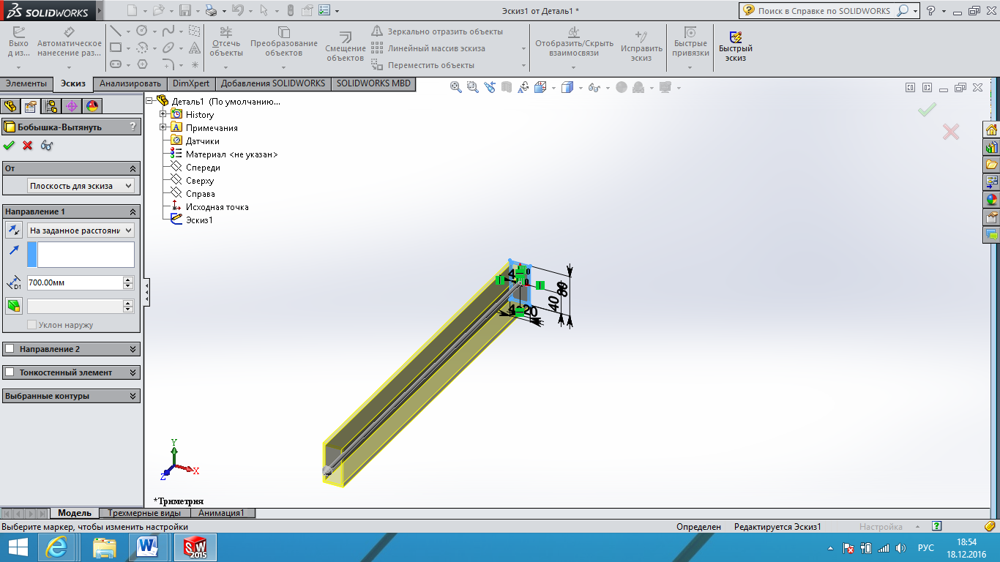 SOLIDWORKS
Эскиз1 от Деталь1 *
Поиск в Справке по SOLIDWORKS
Выхо
д из...
Автоматическое
нанесение раз...
Отсечь
объекты
Преобразование
объектов
Смещение
объектов
Зеркально отразить объекты
Линейный массив эскиза
Переместить объекты
Отобразить/Скрыть
взаимосвязи
Исправить
эскиз
Быстрые
привязки
Быстрый
эскиз
Элементы
Эскиз
Анализировать
DimXpert
Добавления SOLIDWORKS
SOLIDWORKS MBD
Бобышка-Вытянуть
?
От
Плоскость для эскиза
Направление 1
На заданное расстояни
D1
700.00мм
Уклон наружу
Направление 2
Тонкостенный элемент
Выбранные контуры
Деталь1 (По умолчанию...
History
Примечания
Датчики
Материал <не указан>
Спереди
Сверху
Справа
Исходная точка
Эскиз1
40
Y
X
Z
*Триметрия
Модель
Трехмерные виды
Анимация1
Выберите маркер, чтобы изменить настройки
Определен
Редактируется Эскиз1
Настройка
2015
РУС
18:54
18.12.2016